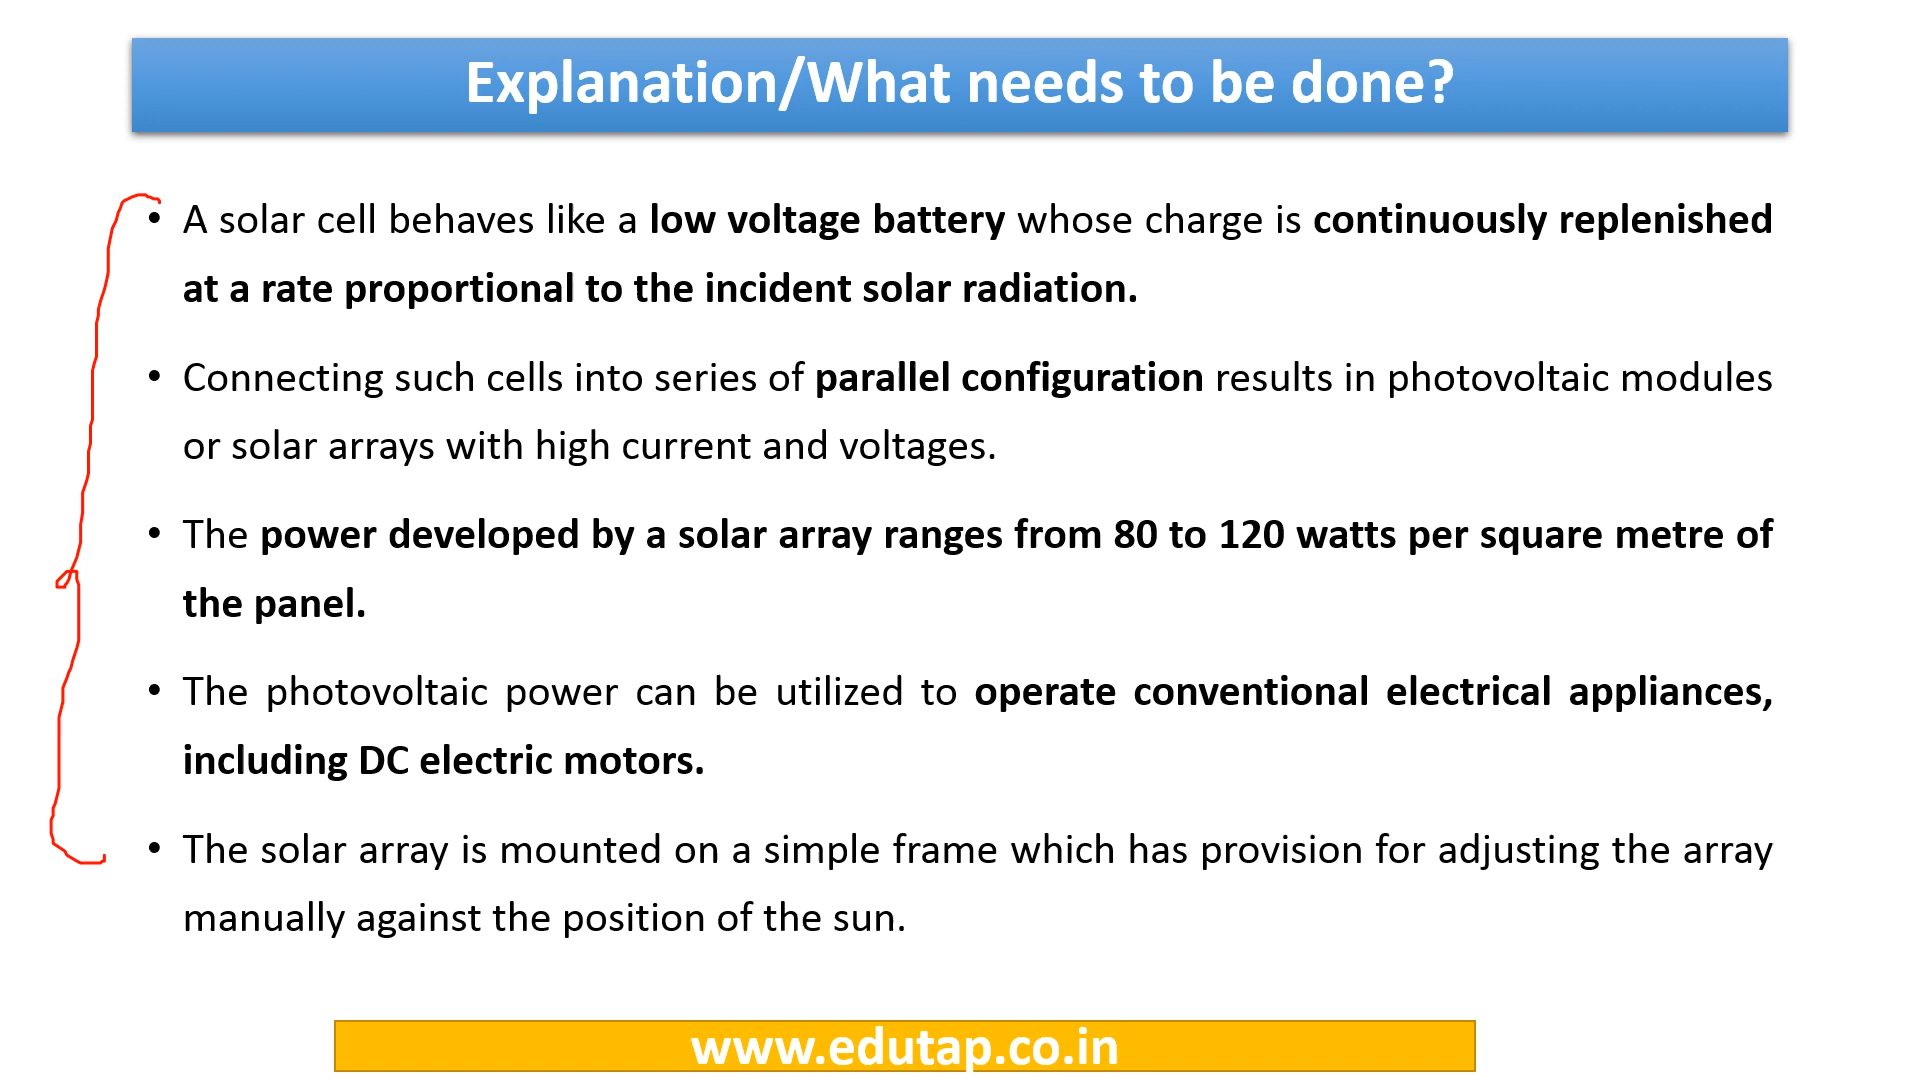 Explanation/What needs to be done?
• A solar cell behaves like a low voltage battery whose charge is continuously replenished
at a rate proportional to the incident solar radiation.
• Connecting such cells into series of parallel configuration results in photovoltaic modules
or solar arrays with high current and voltages.
• The power developed by a solar array ranges from 80 to 120 watts per square metre of
the panel.
• The photovoltaic power can be utilized to operate conventional electrical appliances,
including DC electric motors.
• The solar array is mounted on a simple frame which has provision for adjusting the array
manually against the position of the sun.
www.edutap.co.in